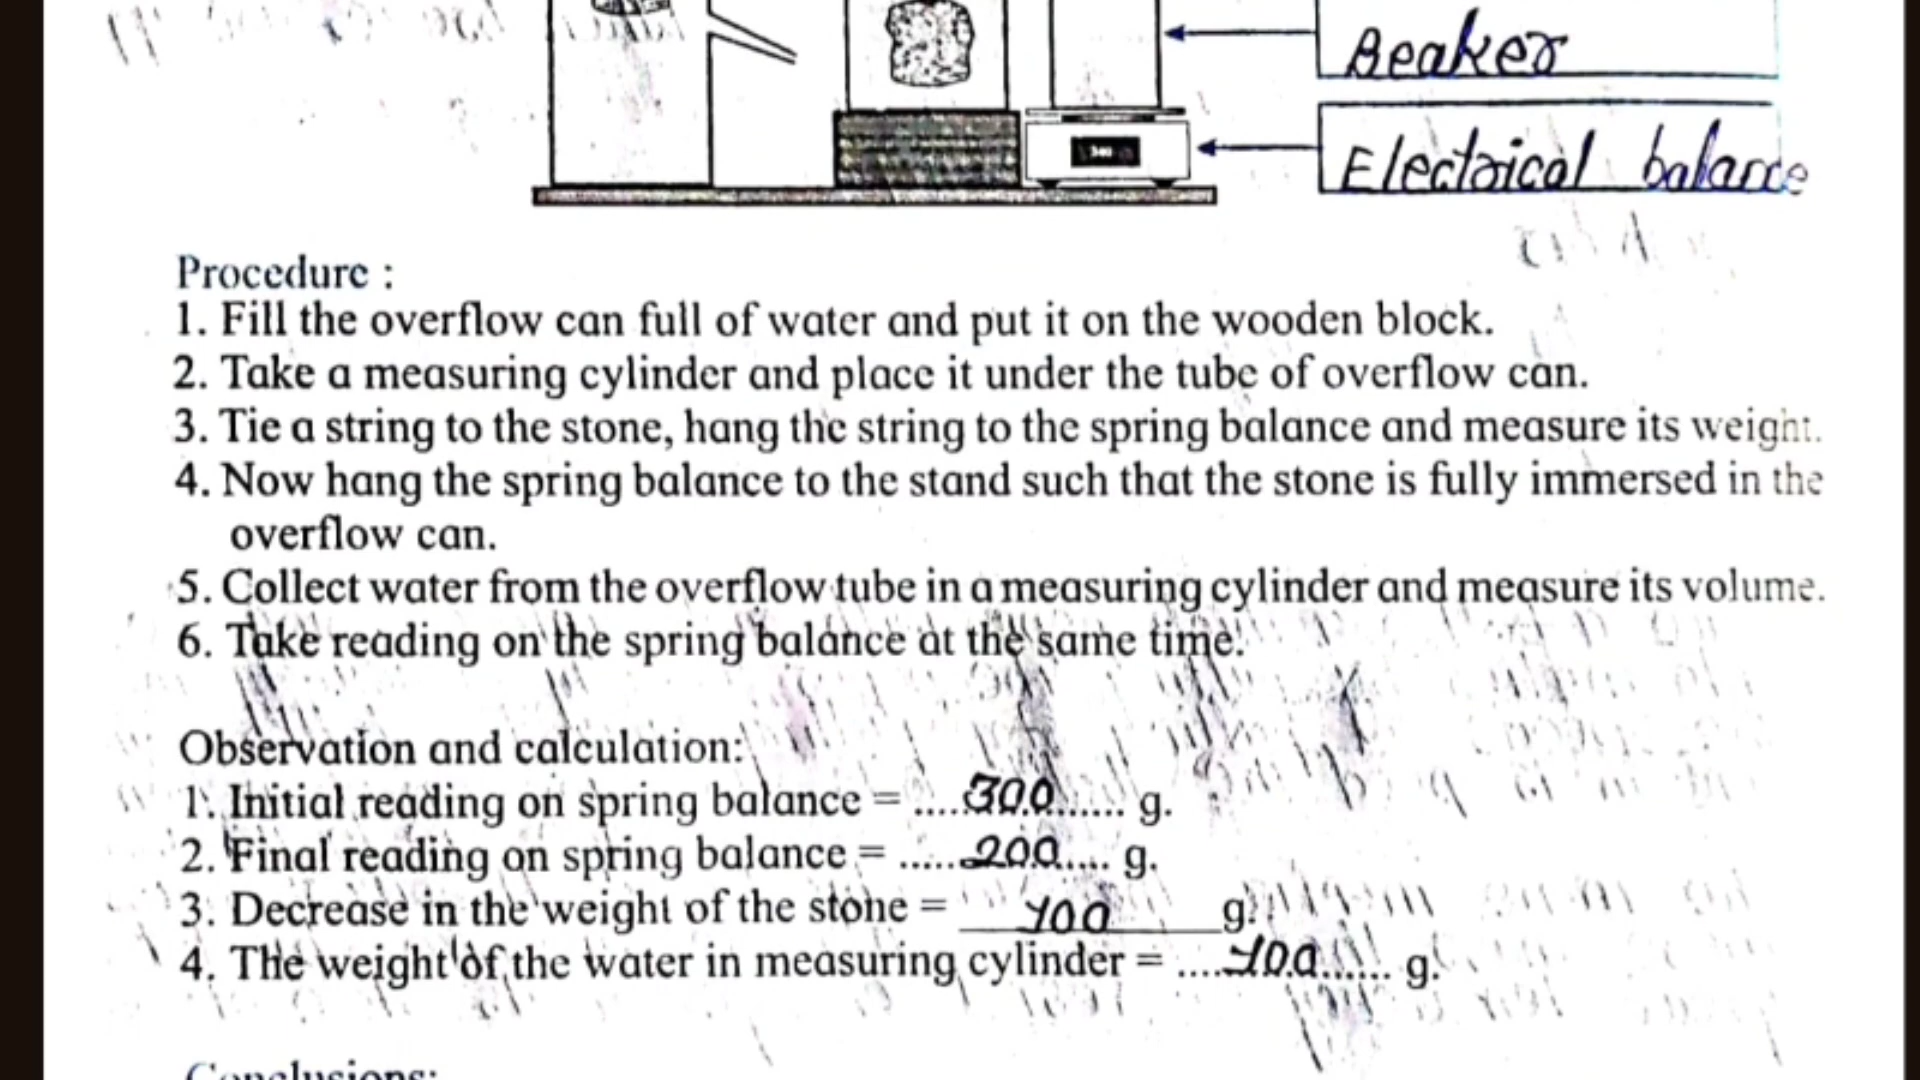 Beaker
Electrical balance
Procedure :
1. Fill the overflow can full of water and put it on the wooden block.
2. Take a measuring cylinder and place it under the tube of overflow can.
3. Tie a string to the stone, hang the string to the spring balance and measure its weight.
4. Now hang the spring balance to the stand such that the stone is fully immersed in the
overflow can.
5. Collect water from the overflow tube in a measuring cylinder and measure its volume.
6. Take reading on the spring balance at the same time.
Observation and calculation:
1. Initial reading on spring balance = ....300....... g.
2. Final reading on spring balance = ......200..... g.
3. Decrease in the weight of the stone = 100 g.
4. The weight of the water in measuring cylinder = ....100....... g.
Conclusions: